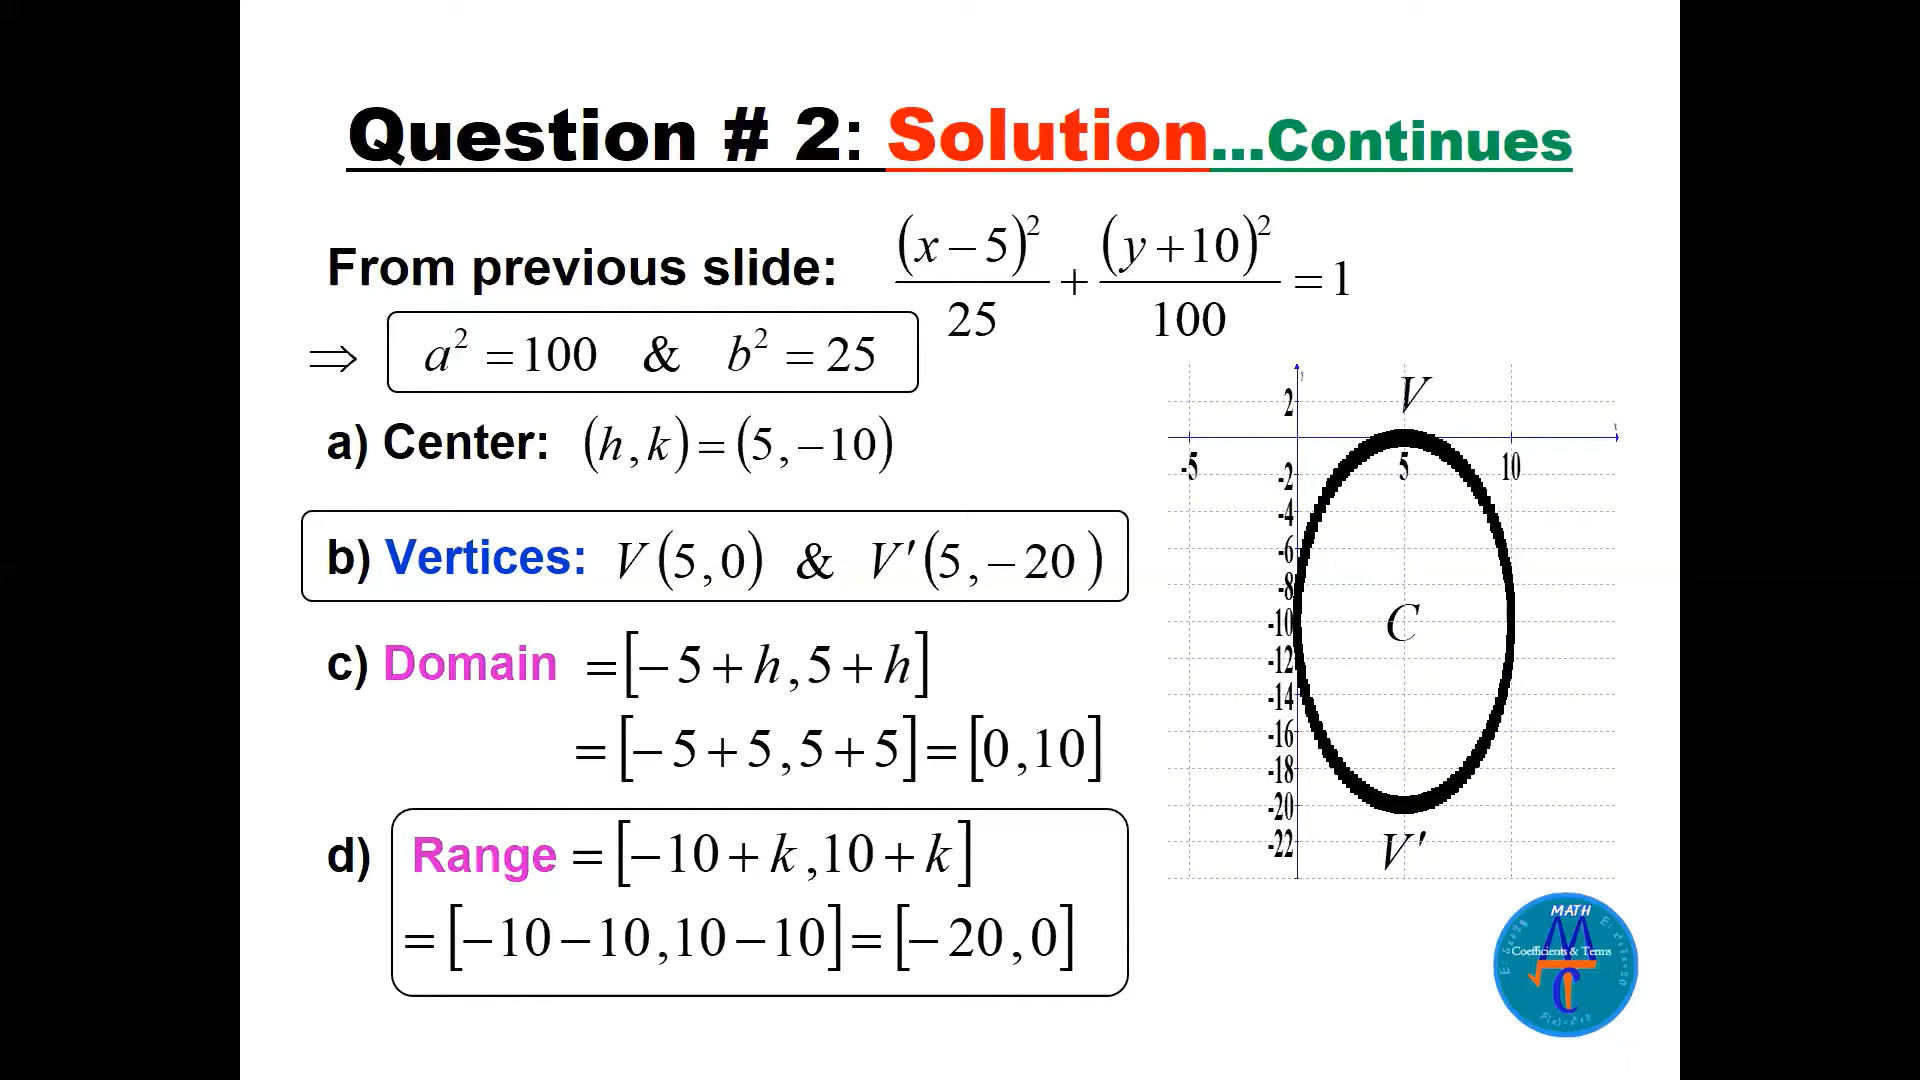 Question # 2: Solution...Continues
From previous slide: (x − 5)²/25 + (y + 10)²/100 = 1
⇒ a² = 100 & b² = 25
a) Center: (h, k) = (5, −10)
b) Vertices: V(5, 0) & V′(5, −20)
c) Domain = [−5 + h, 5 + h]
= [−5 + 5, 5 + 5] = [0, 10]
d) Range = [−10 + k, 10 + k]
= [−10 − 10, 10 − 10] = [−20, 0]
y
V
2
x
-5 5 10
-2
-4
-6
-8
-10 C
-12
-14
-16
-18
-20
-22 V′
MATH
Coefficients & Terms